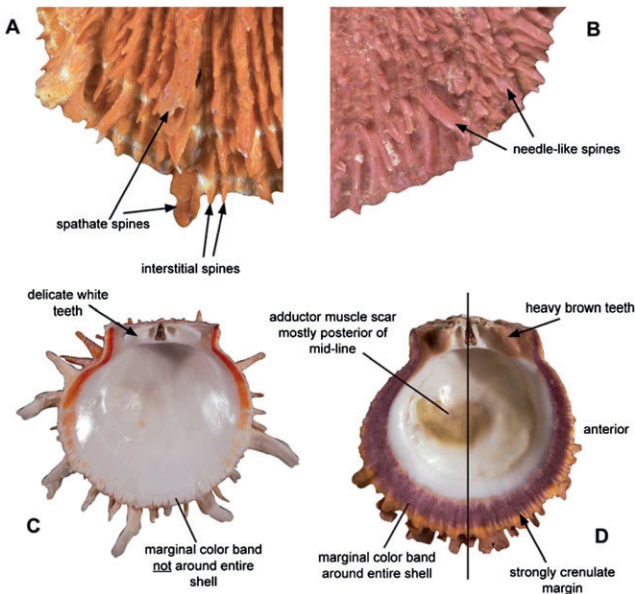 A
B
needle-like spines
spathate spines
interstitial spines
delicate white
teeth
adductor muscle scar
mostly posterior of
mid-line
heavy brown teeth
anterior
C
D
marginal color band
not around entire
shell
marginal color band
around entire shell
strongly crenulate
margin